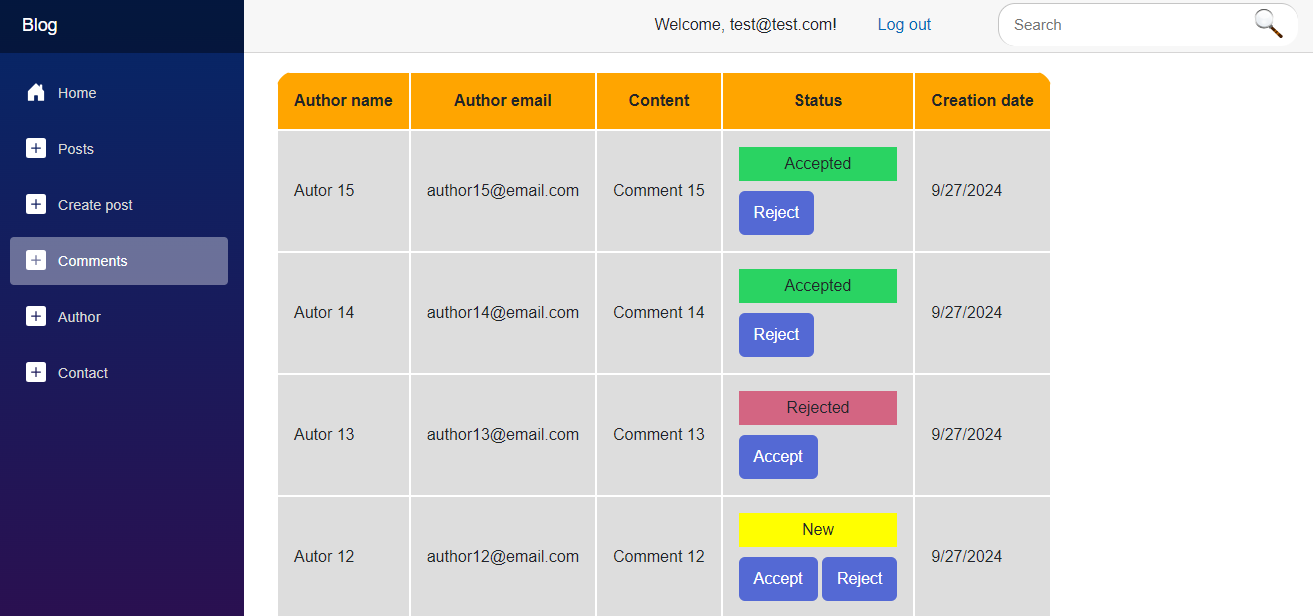 Blog
Welcome, test@test.com! Log out Search
Home
Posts
Create post
Comments
Author
Contact
Author name Author email Content Status Creation date
Autor 15 author15@email.com Comment 15 Accepted Reject 9/27/2024
Autor 14 author14@email.com Comment 14 Accepted Reject 9/27/2024
Autor 13 author13@email.com Comment 13 Rejected Accept 9/27/2024
Autor 12 author12@email.com Comment 12 New Accept Reject 9/27/2024